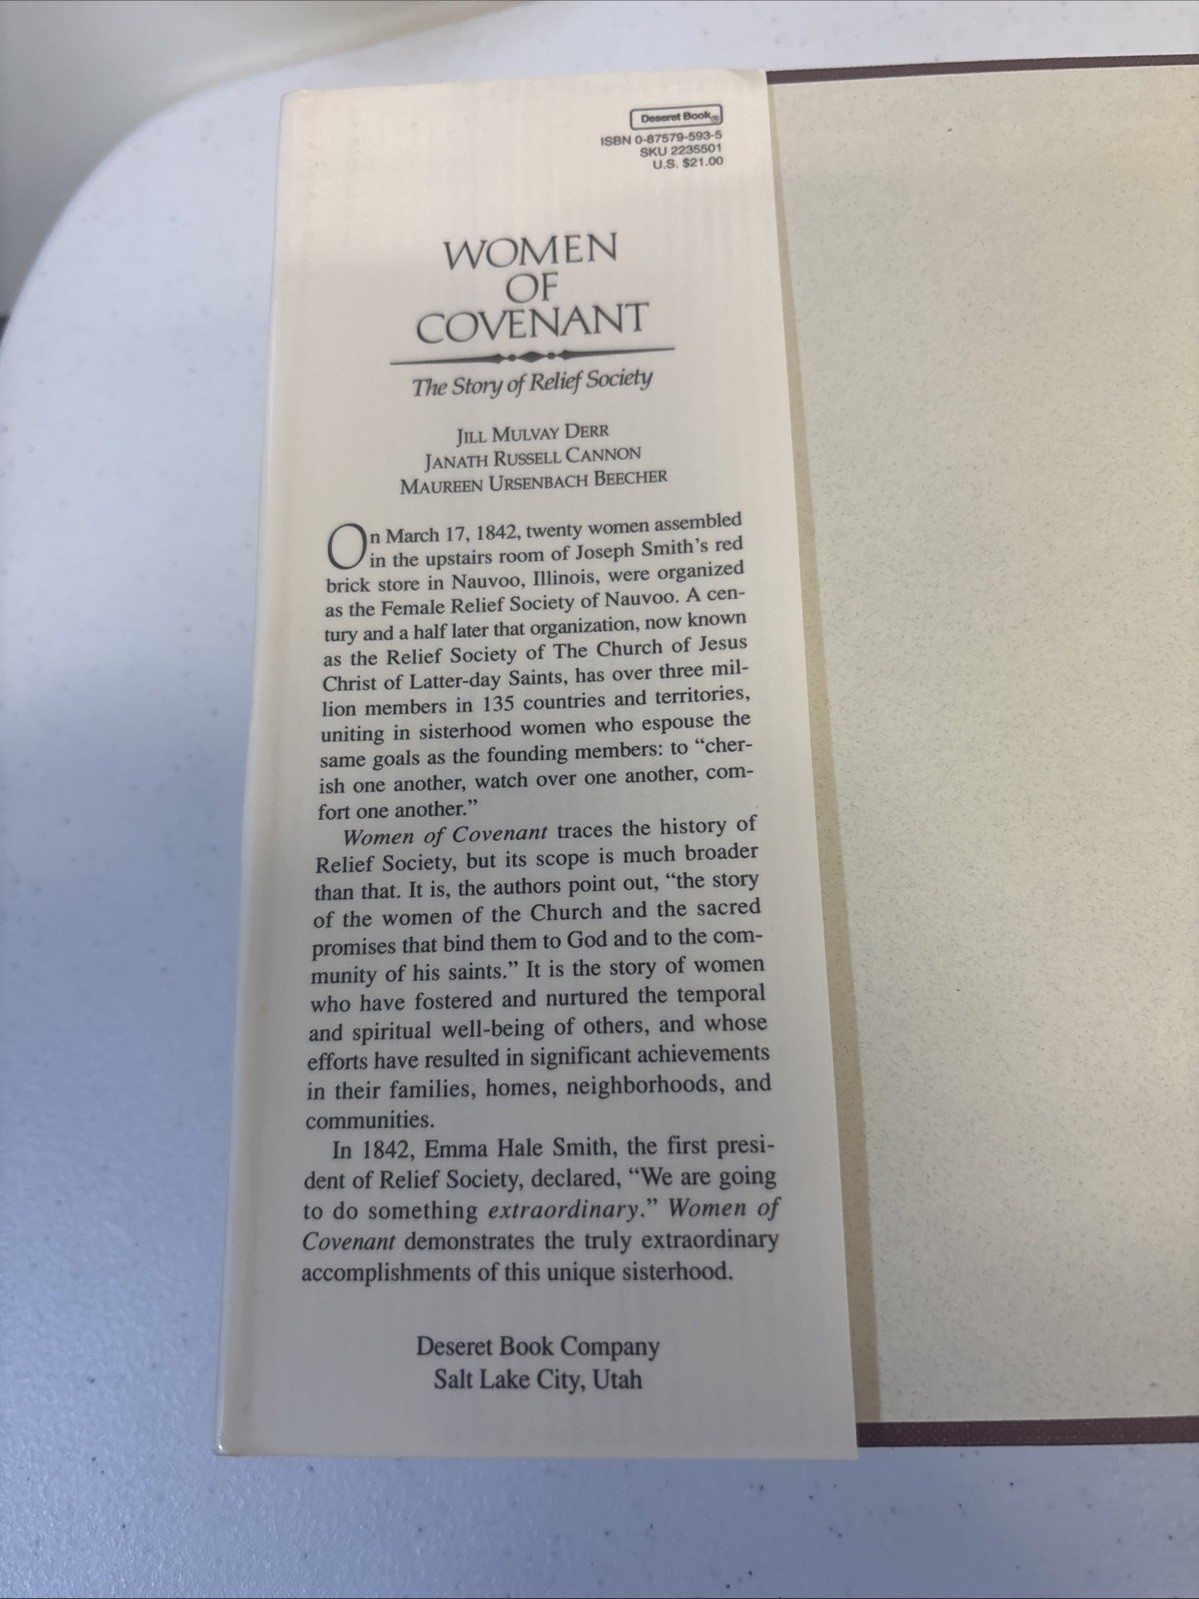 Deseret Book®
ISBN 0-87579-593-5
SKU 2235501
U.S. $21.00
WOMEN
OF
COVENANT
The Story of Relief Society
JILL MULVAY DERR
JANATH RUSSELL CANNON
MAUREEN URSENBACH BEECHER
On March 17, 1842, twenty women assembled
in the upstairs room of Joseph Smith's red
brick store in Nauvoo, Illinois, were organized
as the Female Relief Society of Nauvoo. A cen-
tury and a half later that organization, now known
as the Relief Society of The Church of Jesus
Christ of Latter-day Saints, has over three mil-
lion members in 135 countries and territories,
uniting in sisterhood women who espouse the
same goals as the founding members: to “cher-
ish one another, watch over one another, com-
fort one another.”
Women of Covenant traces the history of
Relief Society, but its scope is much broader
than that. It is, the authors point out, “the story
of the women of the Church and the sacred
promises that bind them to God and to the com-
munity of his saints.” It is the story of women
who have fostered and nurtured the temporal
and spiritual well-being of others, and whose
efforts have resulted in significant achievements
in their families, homes, neighborhoods, and
communities.
In 1842, Emma Hale Smith, the first presi-
dent of Relief Society, declared, “We are going
to do something extraordinary.” Women of
Covenant demonstrates the truly extraordinary
accomplishments of this unique sisterhood.
Deseret Book Company
Salt Lake City, Utah